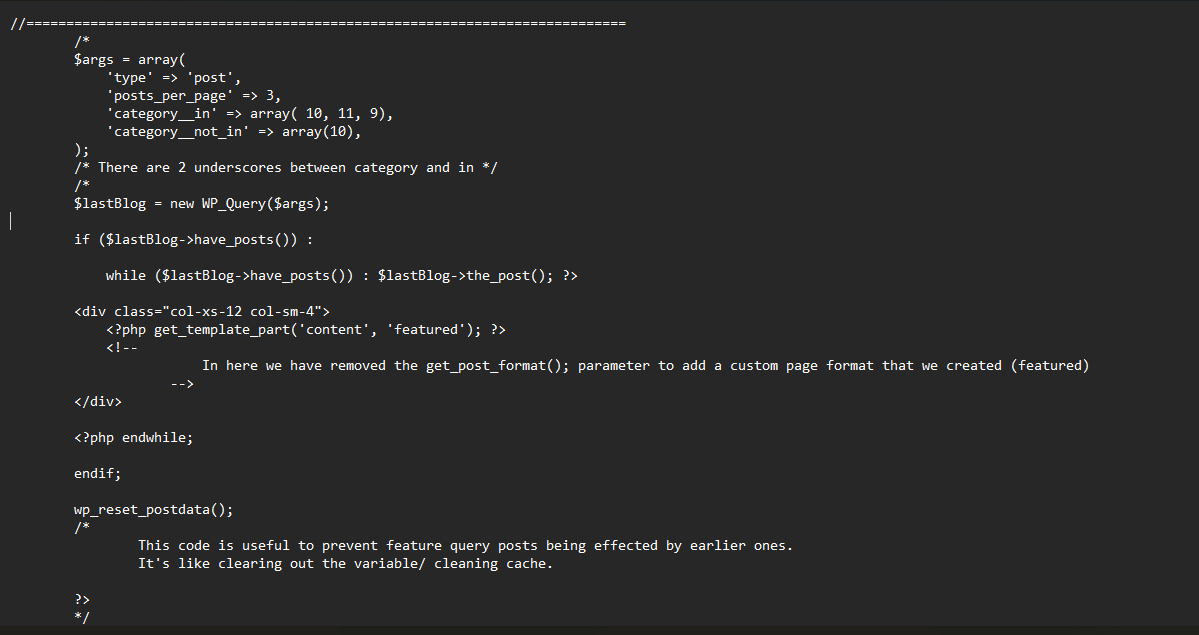 //===========================================================================
/*
$args = array(
'type' => 'post',
'posts_per_page' => 3,
'category__in' => array( 10, 11, 9),
'category__not_in' => array(10),
);
/* There are 2 underscores between category and in */
/*
$lastBlog = new WP_Query($args);
if ($lastBlog->have_posts()) :
while ($lastBlog->have_posts()) : $lastBlog->the_post(); ?>
<div class="col-xs-12 col-sm-4">
<?php get_template_part('content', 'featured'); ?>
<!--
In here we have removed the get_post_format(); parameter to add a custom page format that we created (featured)
-->
</div>
<?php endwhile;
endif;
wp_reset_postdata();
/*
This code is useful to prevent feature query posts being effected by earlier ones.
It's like clearing out the variable/ cleaning cache.
?>
*/